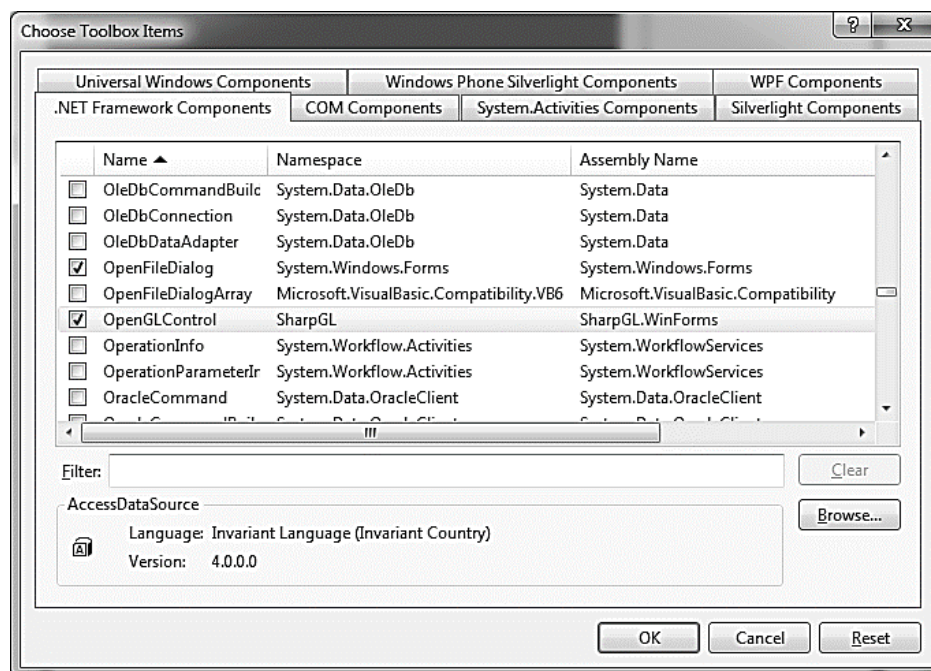 Choose Toolbox Items
Universal Windows Components Windows Phone Silverlight Components WPF Components
.NET Framework Components COM Components System.Activities Components Silverlight Components
Name Namespace Assembly Name
OleDbCommandBuilc System.Data.OleDb System.Data
OleDbConnection System.Data.OleDb System.Data
OleDbDataAdapter System.Data.OleDb System.Data
OpenFileDialog System.Windows.Forms System.Windows.Forms
OpenFileDialogArray Microsoft.VisualBasic.Compatibility.VB6 Microsoft.VisualBasic.Compatibility
OpenGLControl SharpGL SharpGL.WinForms
OperationInfo System.Workflow.Activities System.WorkflowServices
OperationParameterIr System.Workflow.Activities System.WorkflowServices
OracleCommand System.Data.OracleClient System.Data.OracleClient
Filter: Clear
AccessDataSource
Browse...
Language: Invariant Language (Invariant Country)
Version: 4.0.0.0
OK Cancel Reset